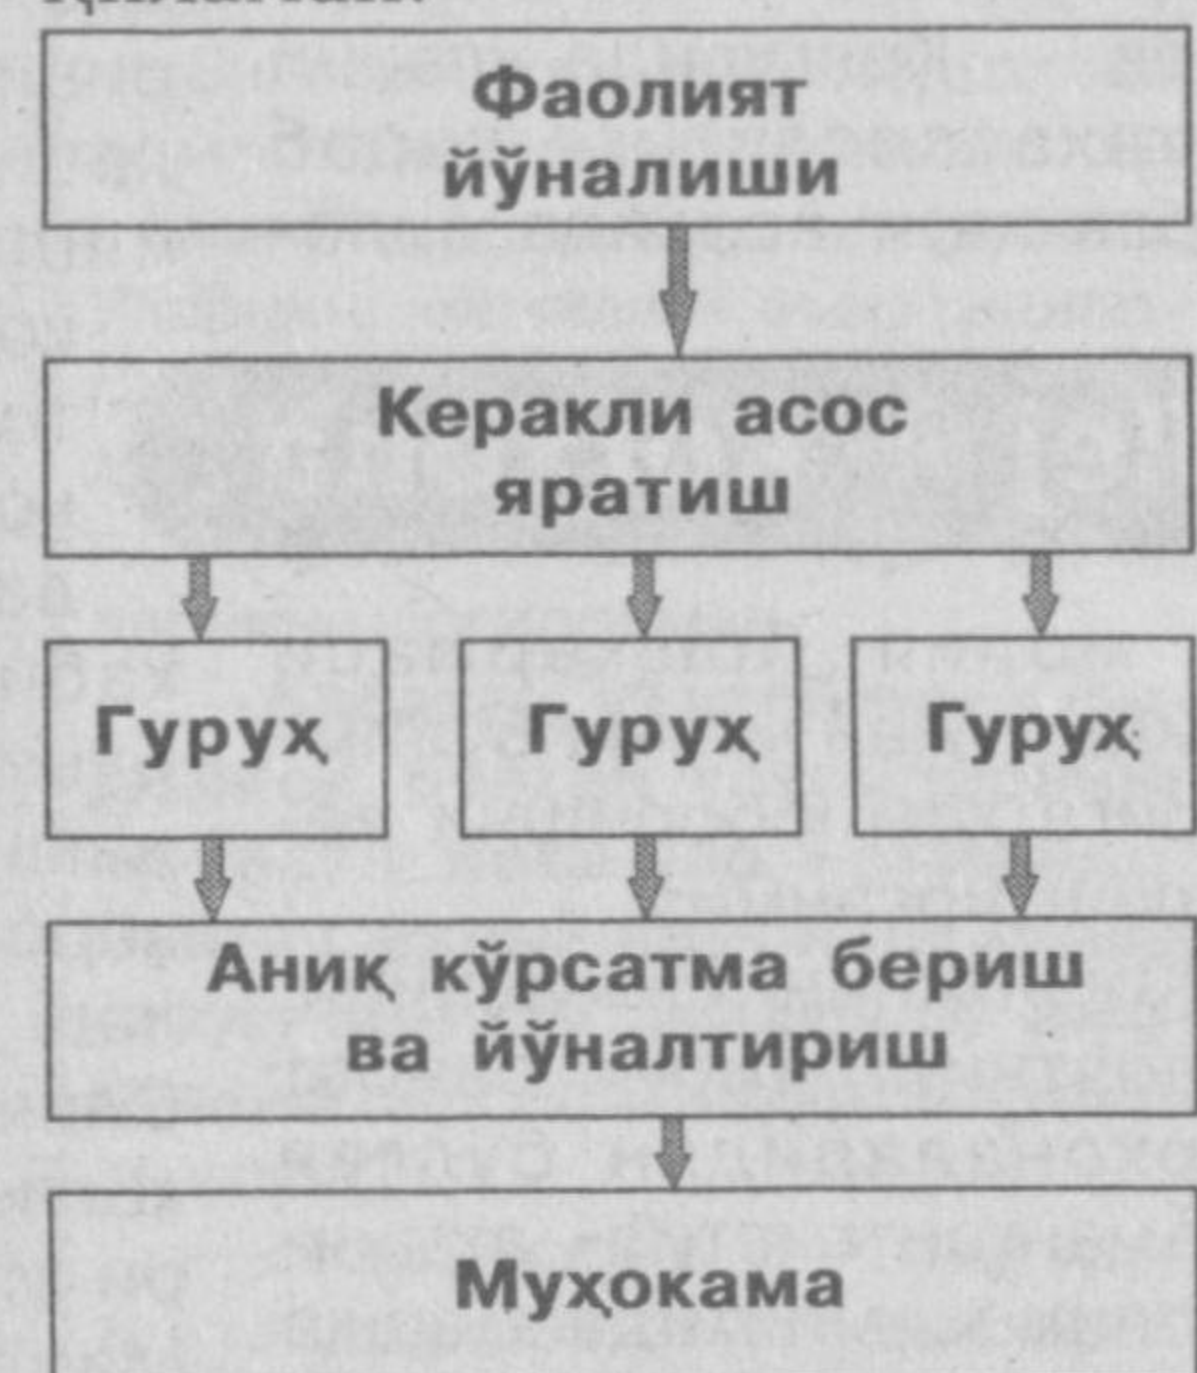 Фаолият
йўналиши
Керакли асос
яратиш
Гуруҳ Гуруҳ Гуруҳ
Аниқ кўрсатма бериш
ва йўналтириш
Муҳокама